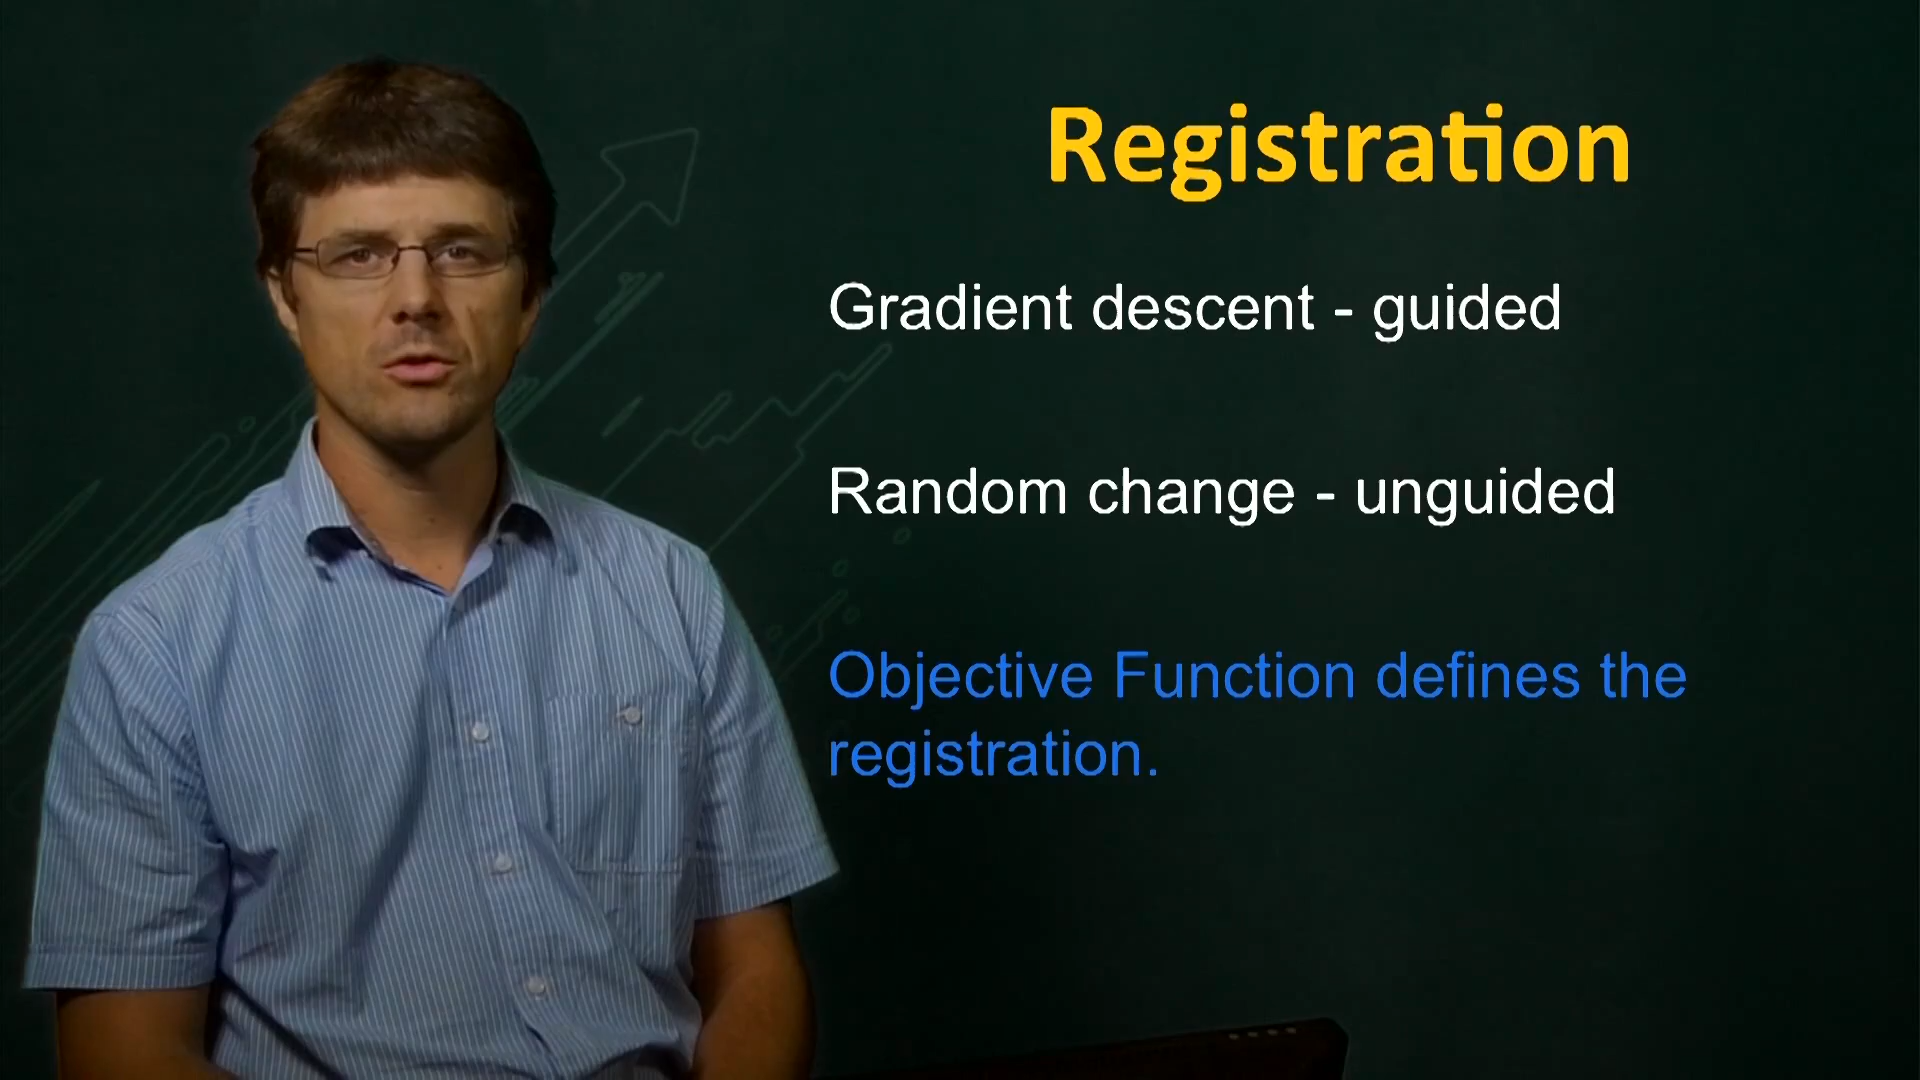 Registration
Gradient descent - guided
Random change - unguided
Objective Function defines the
registration.